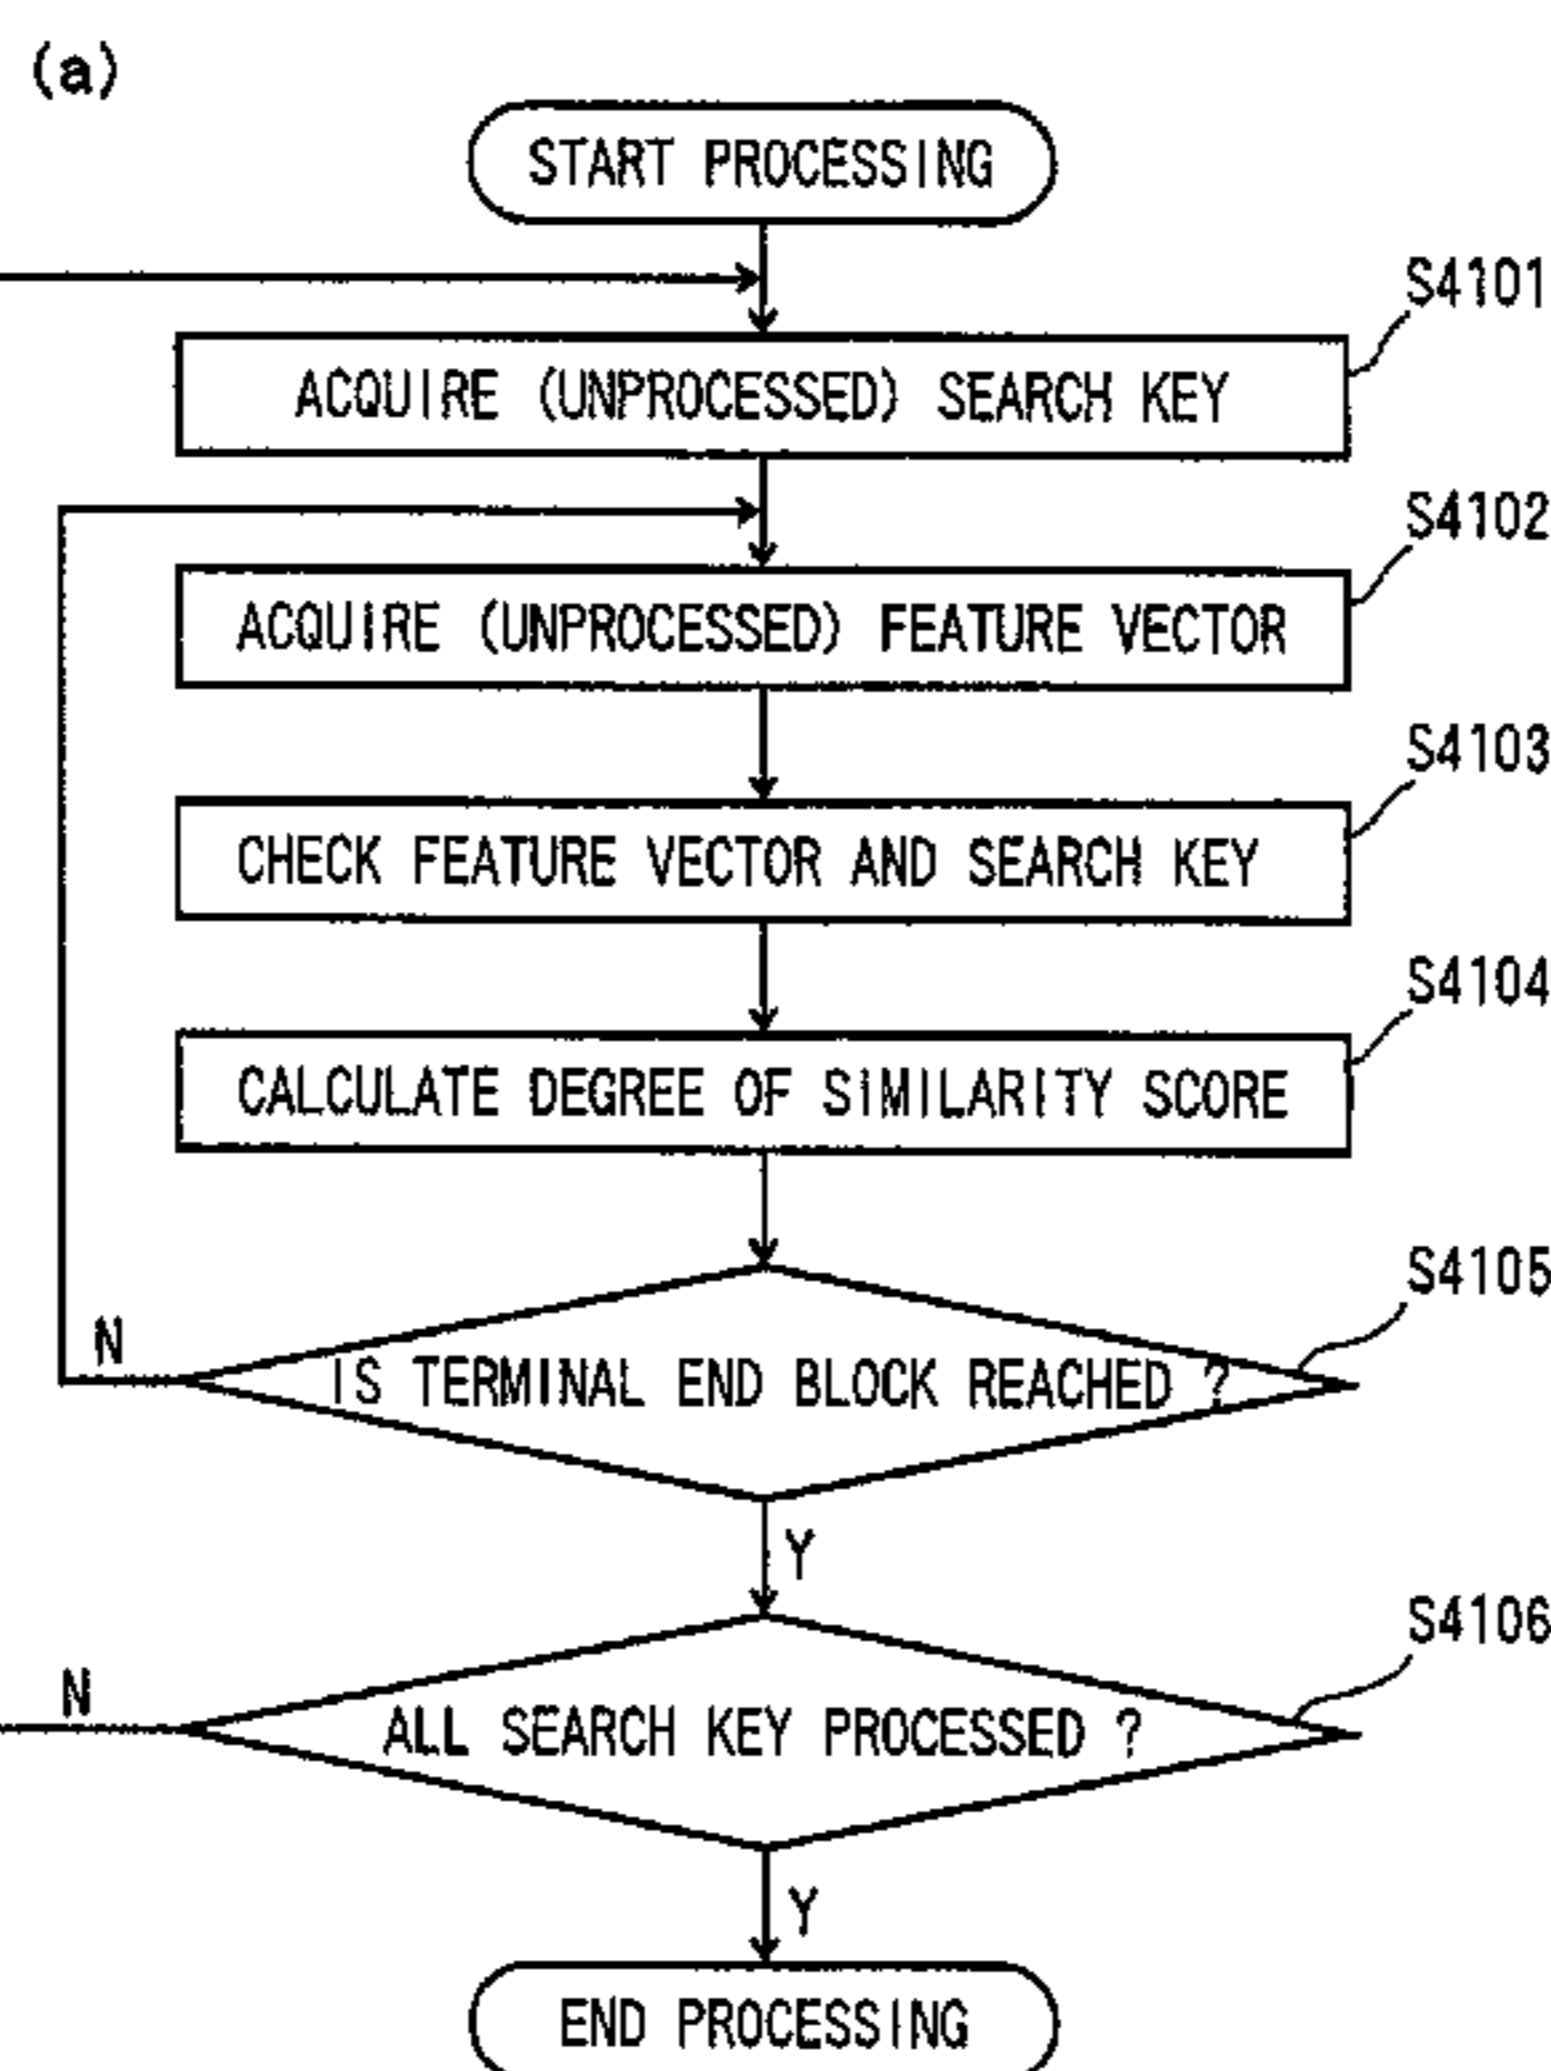 (a)
START PROCESSING
S4101
ACQUIRE (UNPROCESSED) SEARCH KEY
S4102
ACQUIRE (UNPROCESSED) FEATURE VECTOR
S4103
CHECK FEATURE VECTOR AND SEARCH KEY
S4104
CALCULATE DEGREE OF SIMILARITY SCORE
S4105
N
IS TERMINAL END BLOCK REACHED ?
Y
S4106
N
ALL SEARCH KEY PROCESSED ?
Y
END PROCESSING